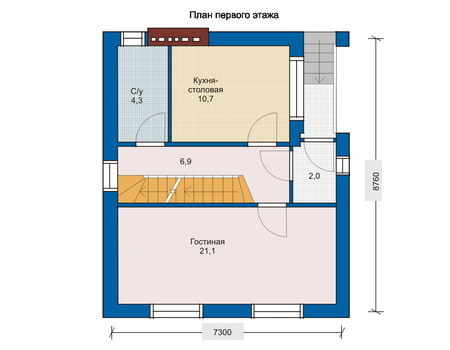 План первого этажа
Кухня-
столовая
10,7
С/у
4,3
6,9
2,0
Гостиная
21,1
8760
7300